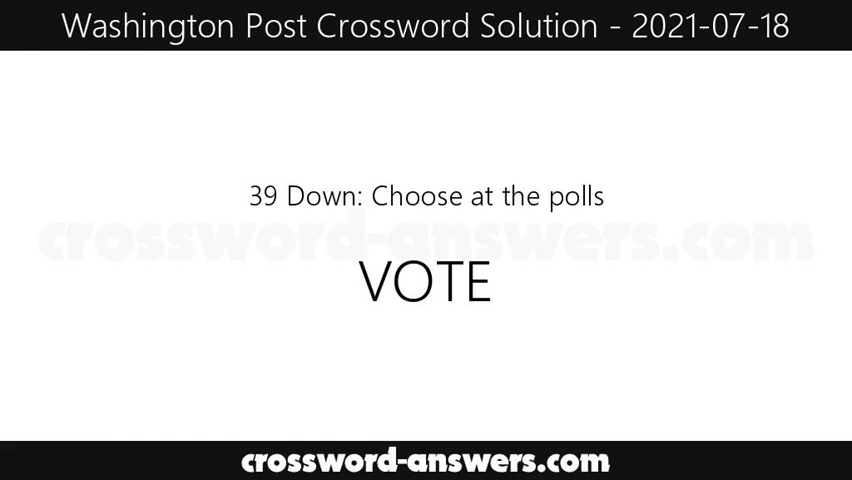 Washington Post Crossword Solution - 2021-07-18
39 Down: Choose at the polls
crossword-answers.com
VOTE
crossword-answers.com